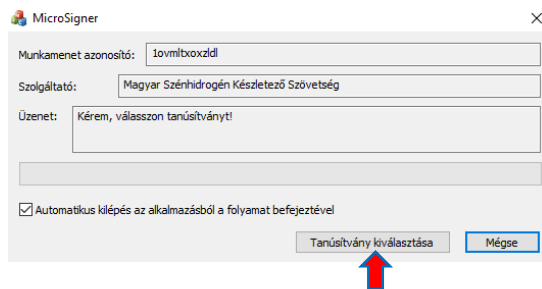 MicroSigner
Munkamenet azonosító: 1ovmltxoxzldl
Szolgáltató: Magyar Szénhidrogén Készletező Szövetség
Üzenet: Kérem, válasszon tanúsítványt!
Automatikus kilépés az alkalmazásból a folyamat befejeztével
Tanúsítvány kiválasztása Mégse